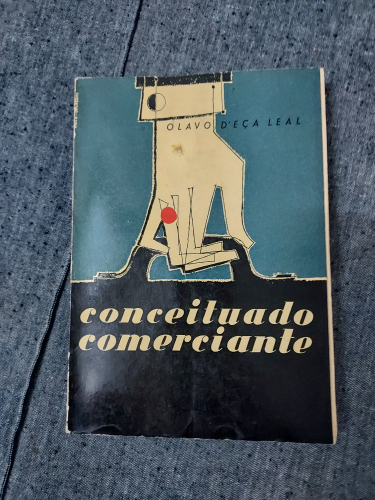 OLAVO D'EÇA LEAL
conceituado
comerciante